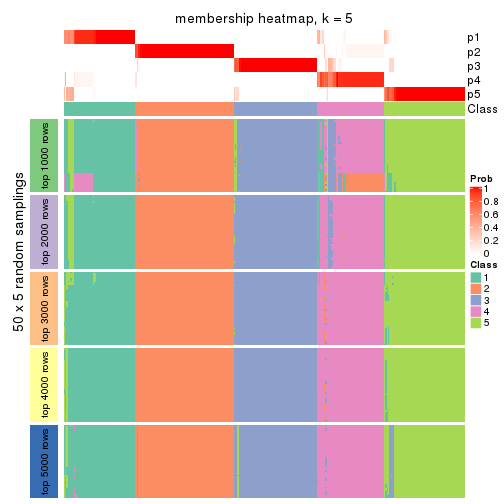 membership heatmap, k = 5
p1
p2
p3
p4
p5
Class
50 x 5 random samplings
top 1000 rows
top 2000 rows
top 3000 rows
top 4000 rows
top 5000 rows
Prob
1
0.8
0.6
0.4
0.2
0
Class
1
2
3
4
5